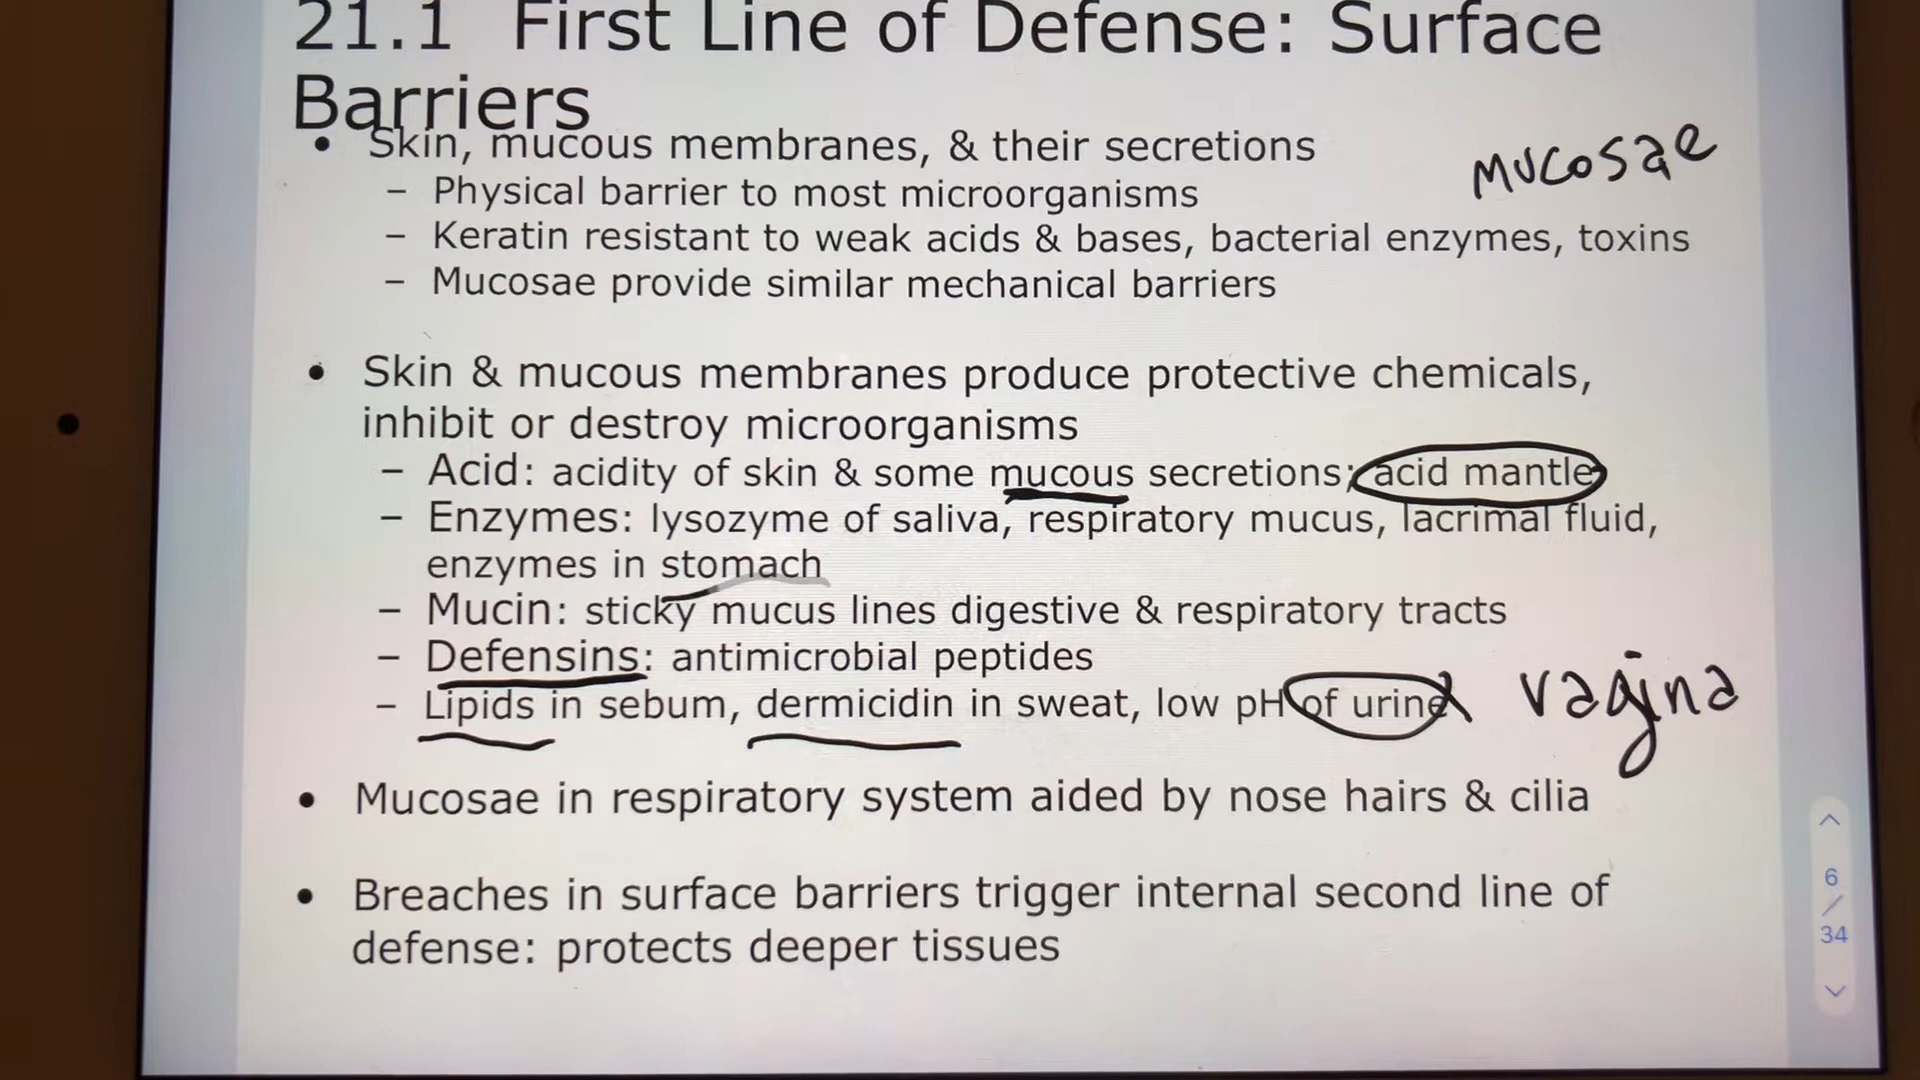 21.1 First Line of Defense: Surface
Barriers
• Skin, mucous membranes, & their secretions
mucosae
– Physical barrier to most microorganisms
– Keratin resistant to weak acids & bases, bacterial enzymes, toxins
– Mucosae provide similar mechanical barriers
• Skin & mucous membranes produce protective chemicals,
inhibit or destroy microorganisms
– Acid: acidity of skin & some mucous secretions; acid mantle
– Enzymes: lysozyme of saliva, respiratory mucus, lacrimal fluid,
enzymes in stomach
– Mucin: sticky mucus lines digestive & respiratory tracts
– Defensins: antimicrobial peptides
– Lipids in sebum, dermicidin in sweat, low pH of urine
vagina
• Mucosae in respiratory system aided by nose hairs & cilia
• Breaches in surface barriers trigger internal second line of
defense: protects deeper tissues
6
/
34